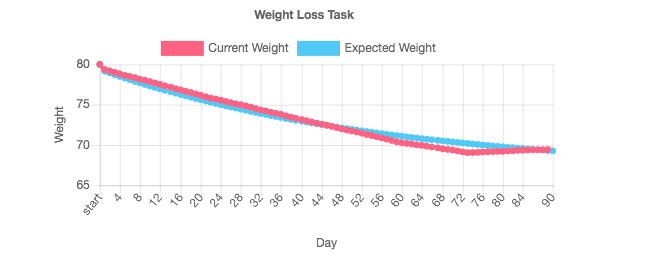 Weight Loss Task
Current Weight Expected Weight
80
75
70
65
Weight
start 4 8 12 16 20 24 28 32 36 40 44 48 52 56 60 64 68 72 76 80 84 90
Day